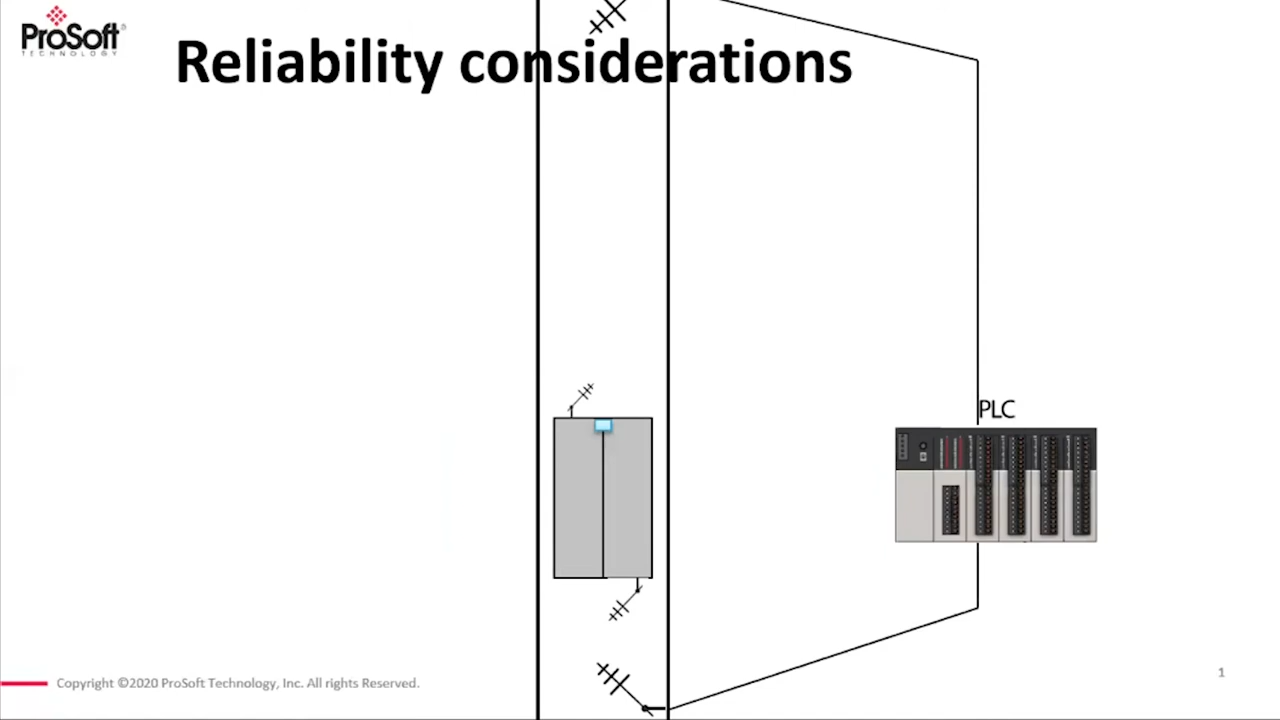 ProSoft®
TECHNOLOGY
Reliability considerations
PLC
Copyright ©2020 ProSoft Technology, Inc. All rights Reserved.
1